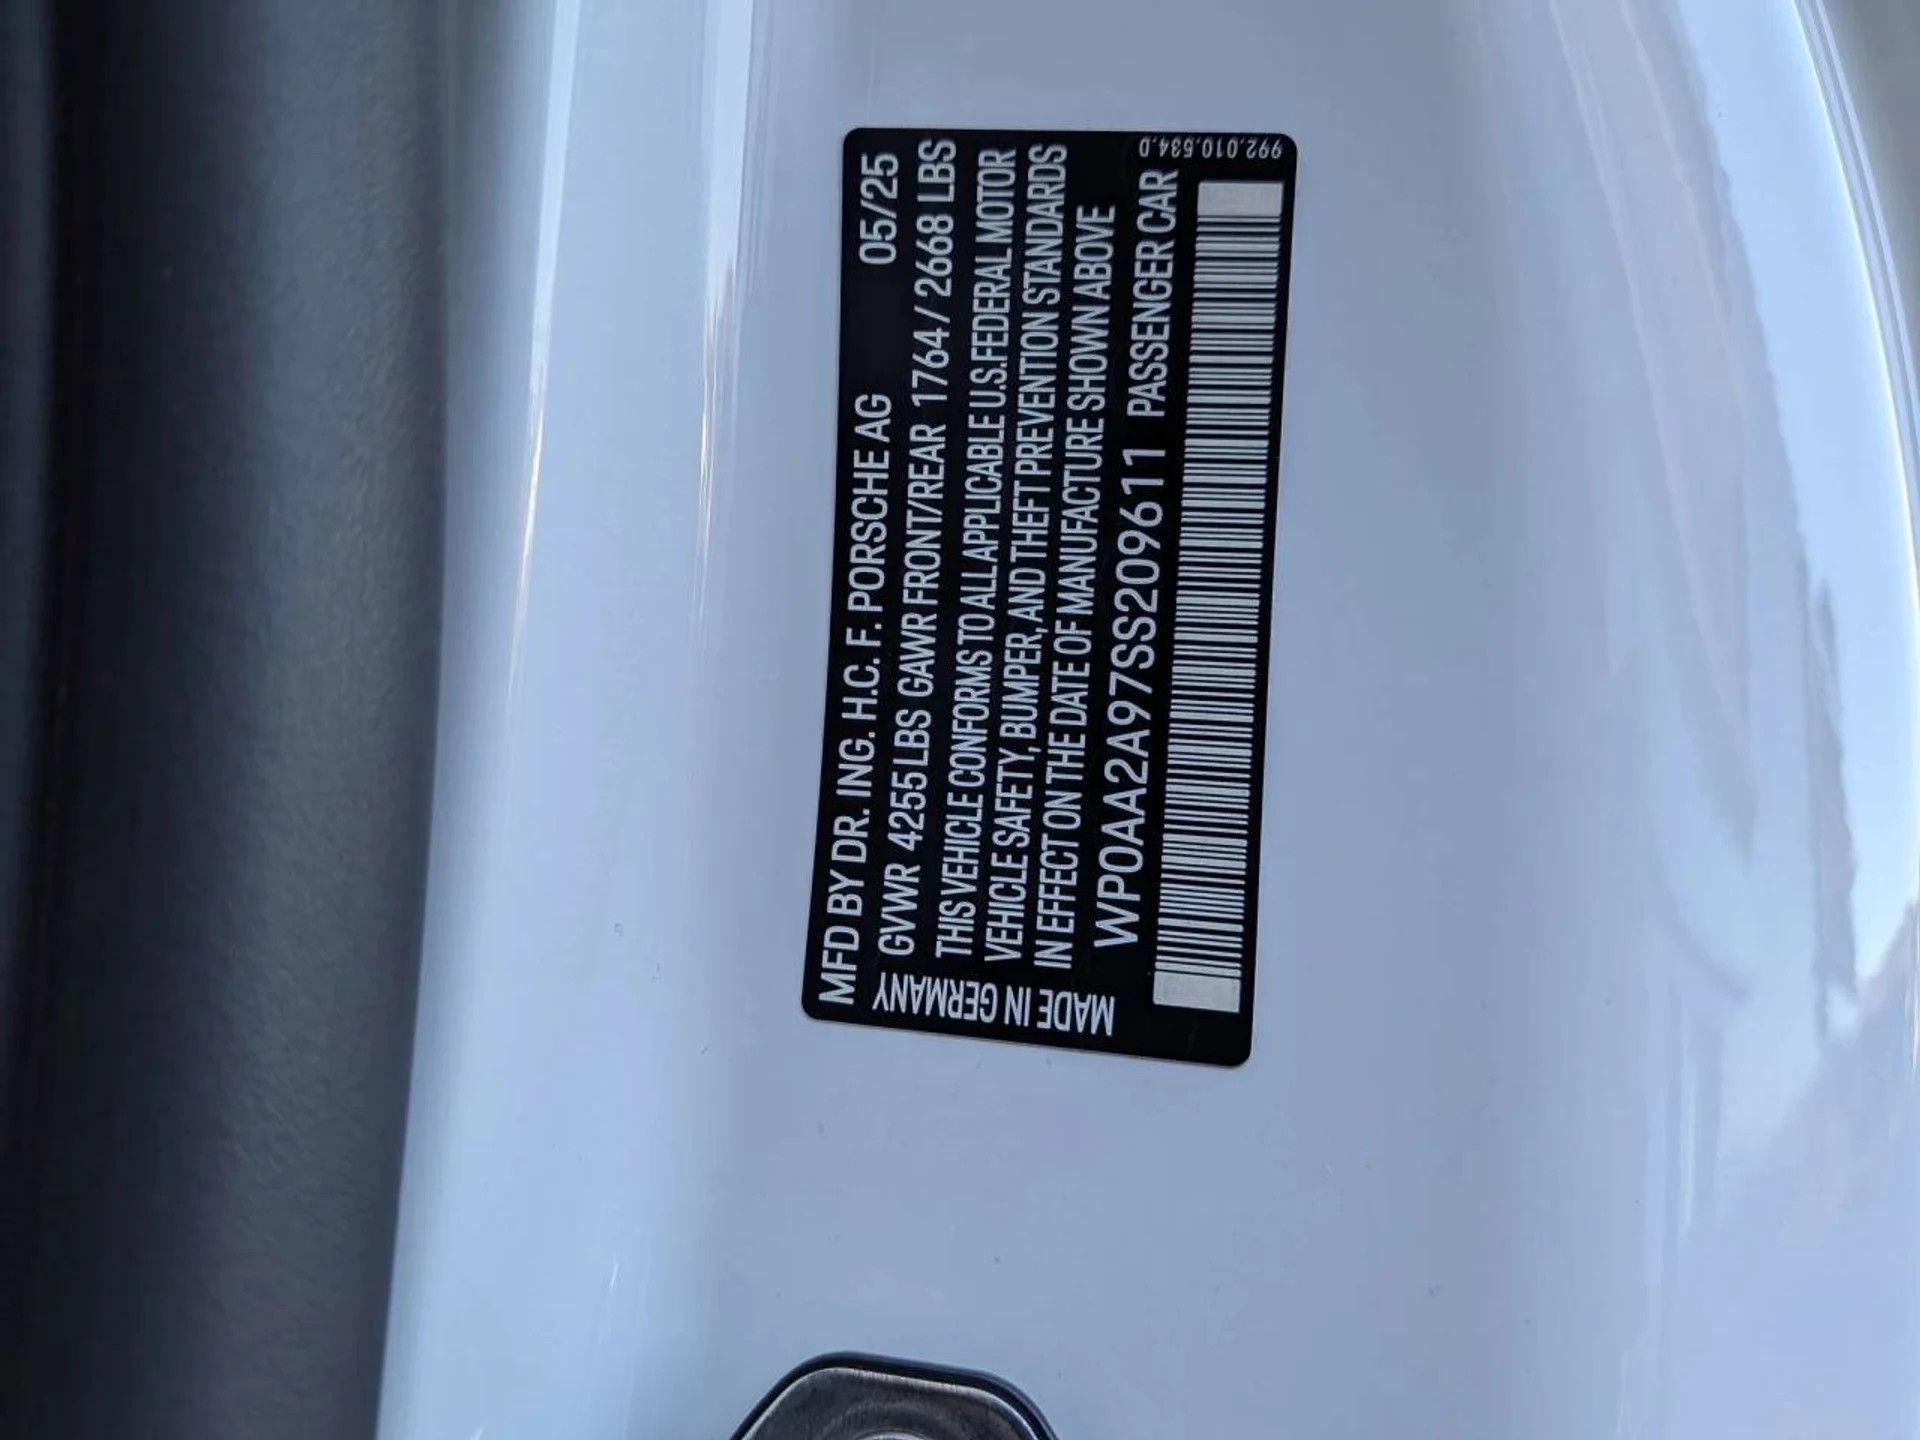 MFD BY DR. ING. H.C. F. PORSCHE AG 05/25
GVWR 4255 LBS GAWR FRONT/REAR 1764 / 2668 LBS
THIS VEHICLE CONFORMS TO ALL APPLICABLE U.S. FEDERAL MOTOR
VEHICLE SAFETY, BUMPER, AND THEFT PREVENTION STANDARDS
IN EFFECT ON THE DATE OF MANUFACTURE SHOWN ABOVE
WP0AA2A97SS209611 PASSENGER CAR
MADE IN GERMANY
992.010.534.D